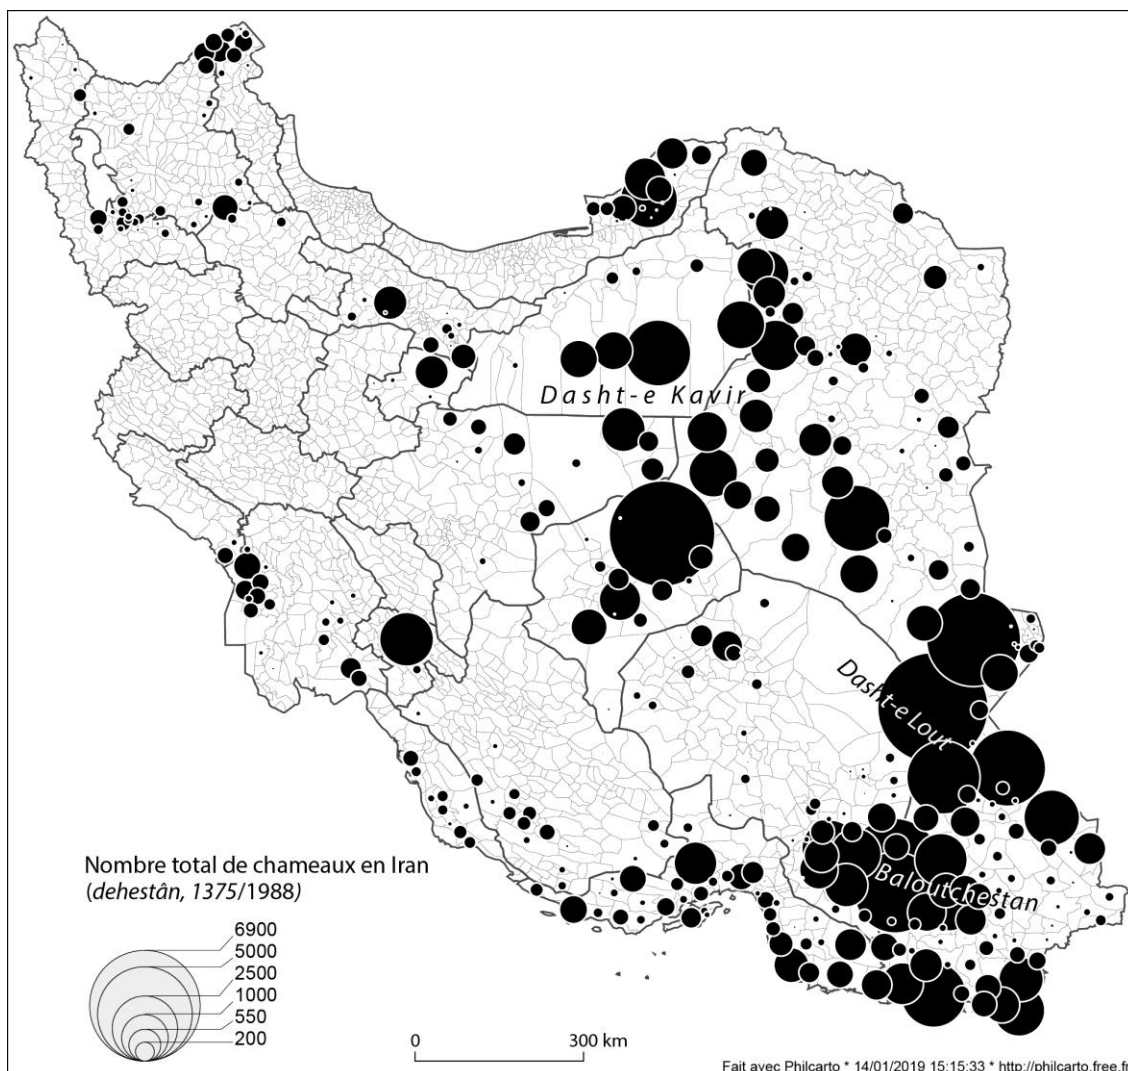 Dasht-e Kavir
Dasht-e Lout
Baloutchestan
Nombre total de chameaux en Iran
(dehestân, 1375/1988)
6900
5000
2500
1000
550
200
0
300 km
Fait avec Philcarto * 14/01/2019 15:15:33 * http://philcarto.free.fr